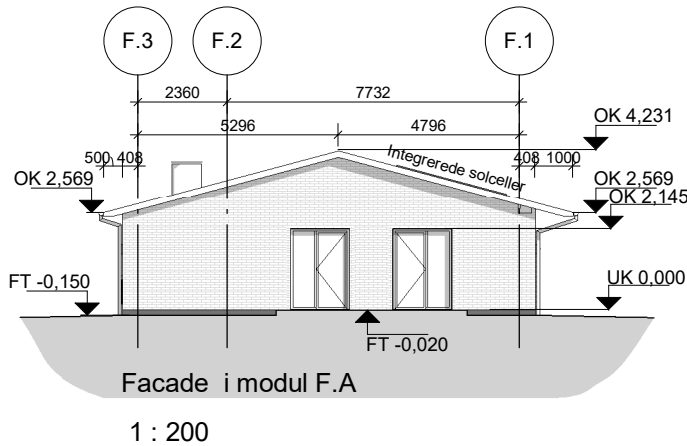 F.3 F.2 F.1
2360 7732
5296 4796
OK 4,231
500 408 408 1000
Integrerede solceller
OK 2,569 OK 2,569
OK 2,145
FT -0,150 UK 0,000
FT -0,020
Facade i modul F.A
1 : 200